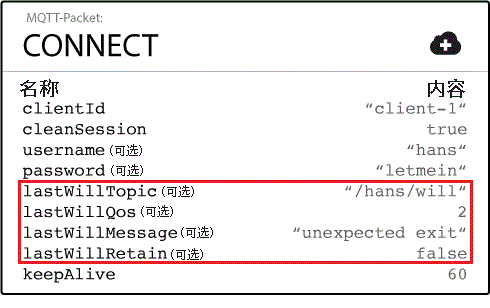 MQTT-Packet:
CONNECT
名称 内容
clientId “client-1“
cleanSession true
username(可选) “hans“
password(可选) “letmein“
lastWillTopic(可选) “/hans/will“
lastWillQos(可选) 2
lastWillMessage(可选) “unexpected exit“
lastWillRetain(可选) false
keepAlive 60